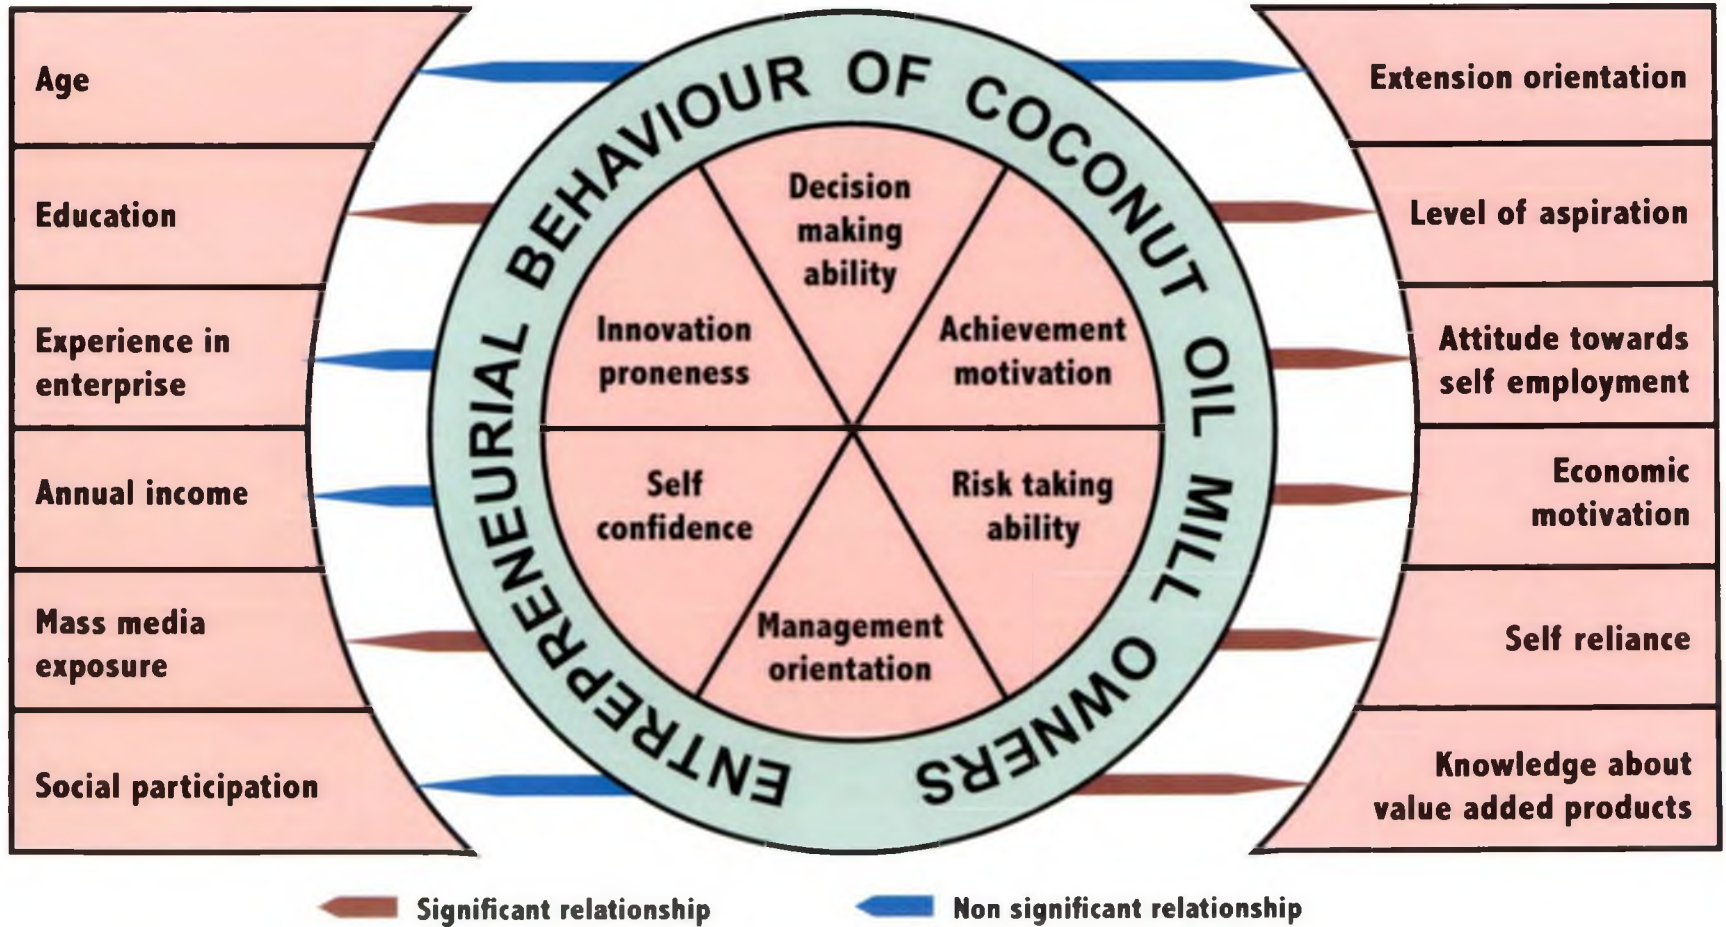 Age
Education
Experience in
enterprise
Annual income
Mass media
exposure
Social participation
ENTREPRENEURIAL BEHAVIOUR OF COCONUT OIL MILL OWNERS
Decision
making
ability
Innovation
proneness
Achievement
motivation
Self
confidence
Risk taking
ability
Management
orientation
Extension orientation
Level of aspiration
Attitude towards
self employment
Economic
motivation
Self reliance
Knowledge about
value added products
Significant relationship
Non significant relationship